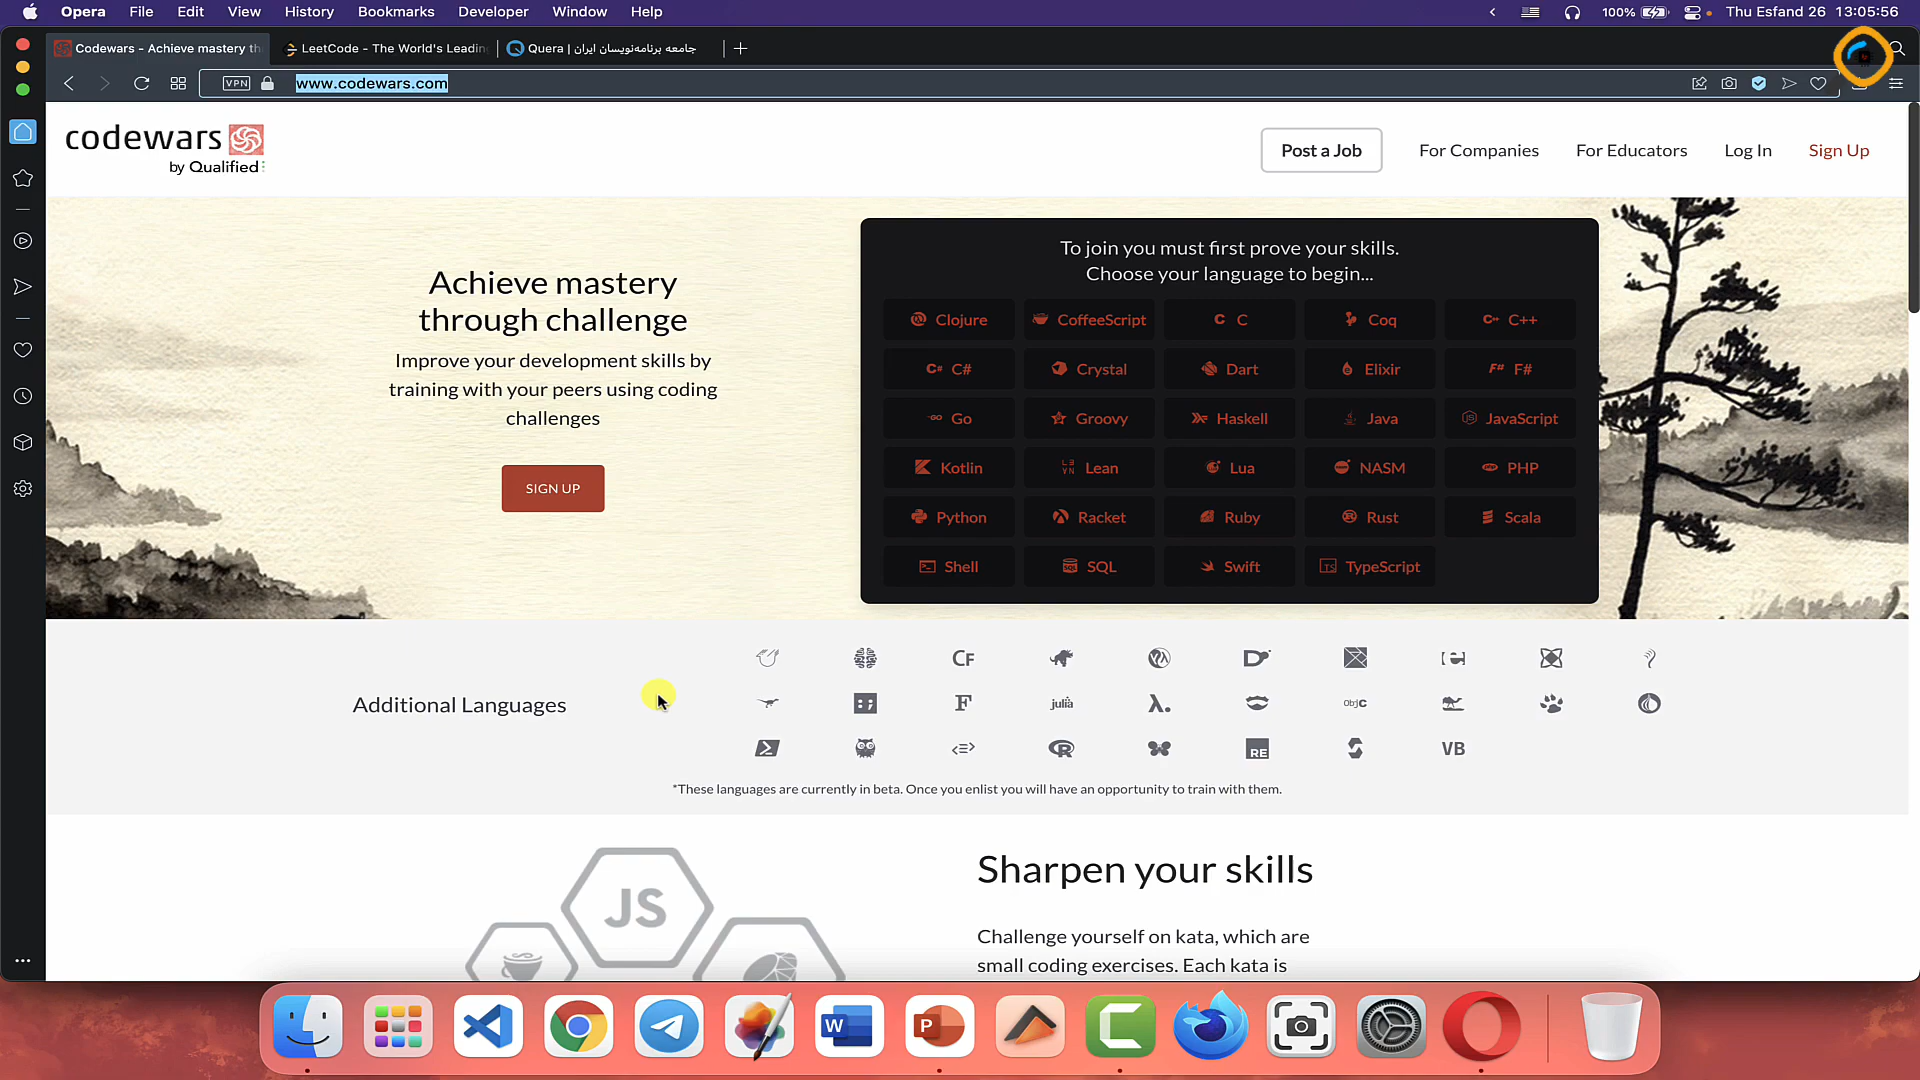 Opera File Edit View History Bookmarks Developer Window Help 100% Thu Esfand 26 13:05:56
Codewars - Achieve mastery th LeetCode - The World's Leadin Quera | جامعه برنامه‌نویسان ایران
VPN www.codewars.com
codewars
by Qualified
Post a Job For Companies For Educators Log In Sign Up
Achieve mastery
through challenge
Improve your development skills by
training with your peers using coding
challenges
SIGN UP
To join you must first prove your skills.
Choose your language to begin...
Clojure CoffeeScript C C Coq C++ C++
C# C# Crystal Dart Elixir F# F#
GO Go Groovy Haskell Java JS JavaScript
Kotlin Lean Lua NASM php PHP
Python Racket Ruby Rust Scala
Shell SQL Swift TS TypeScript
Additional Languages
CF D
F julia λ. ObjC
R RE VB
*These languages are currently in beta. Once you enlist you will have an opportunity to train with them.
JS
Sharpen your skills
Challenge yourself on kata, which are
small coding exercises. Each kata is
W P C